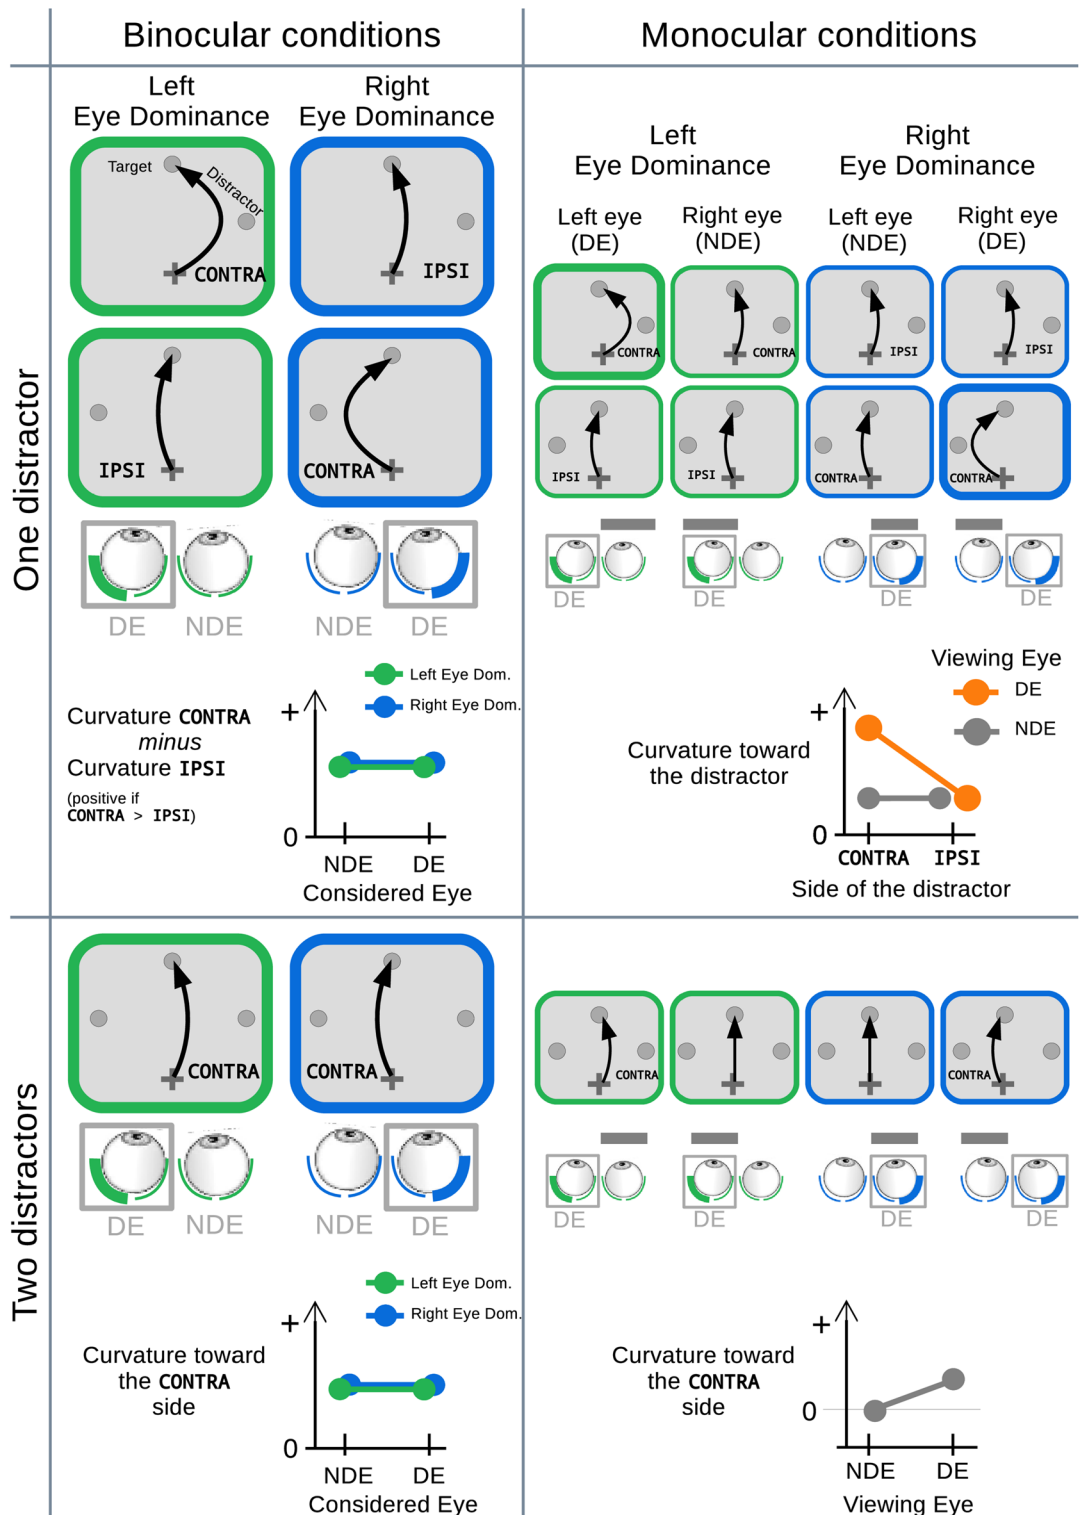 Binocular conditions
Monocular conditions
One distractor
Left
Eye Dominance
Right
Eye Dominance
Target
Distractor
CONTRA
IPSI
IPSI
CONTRA
DE
NDE
NDE
DE
Left Eye Dom.
Right Eye Dom.
Curvature CONTRA
minus
Curvature IPSI
(positive if
CONTRA > IPSI)
+
0
NDE
DE
Considered Eye
Left
Eye Dominance
Right
Eye Dominance
Left eye
(DE)
Right eye
(NDE)
Left eye
(NDE)
Right eye
(DE)
CONTRA
CONTRA
IPSI
IPSI
IPSI
IPSI
CONTRA
CONTRA
DE
DE
DE
DE
Viewing Eye
DE
NDE
Curvature toward
the distractor
+
0
CONTRA
IPSI
Side of the distractor
Two distractors
CONTRA
CONTRA
DE
NDE
NDE
DE
Left Eye Dom.
Right Eye Dom.
Curvature toward
the CONTRA
side
+
0
NDE
DE
Considered Eye
CONTRA
CONTRA
DE
DE
DE
DE
Curvature toward
the CONTRA
side
+
0
NDE
DE
Viewing Eye